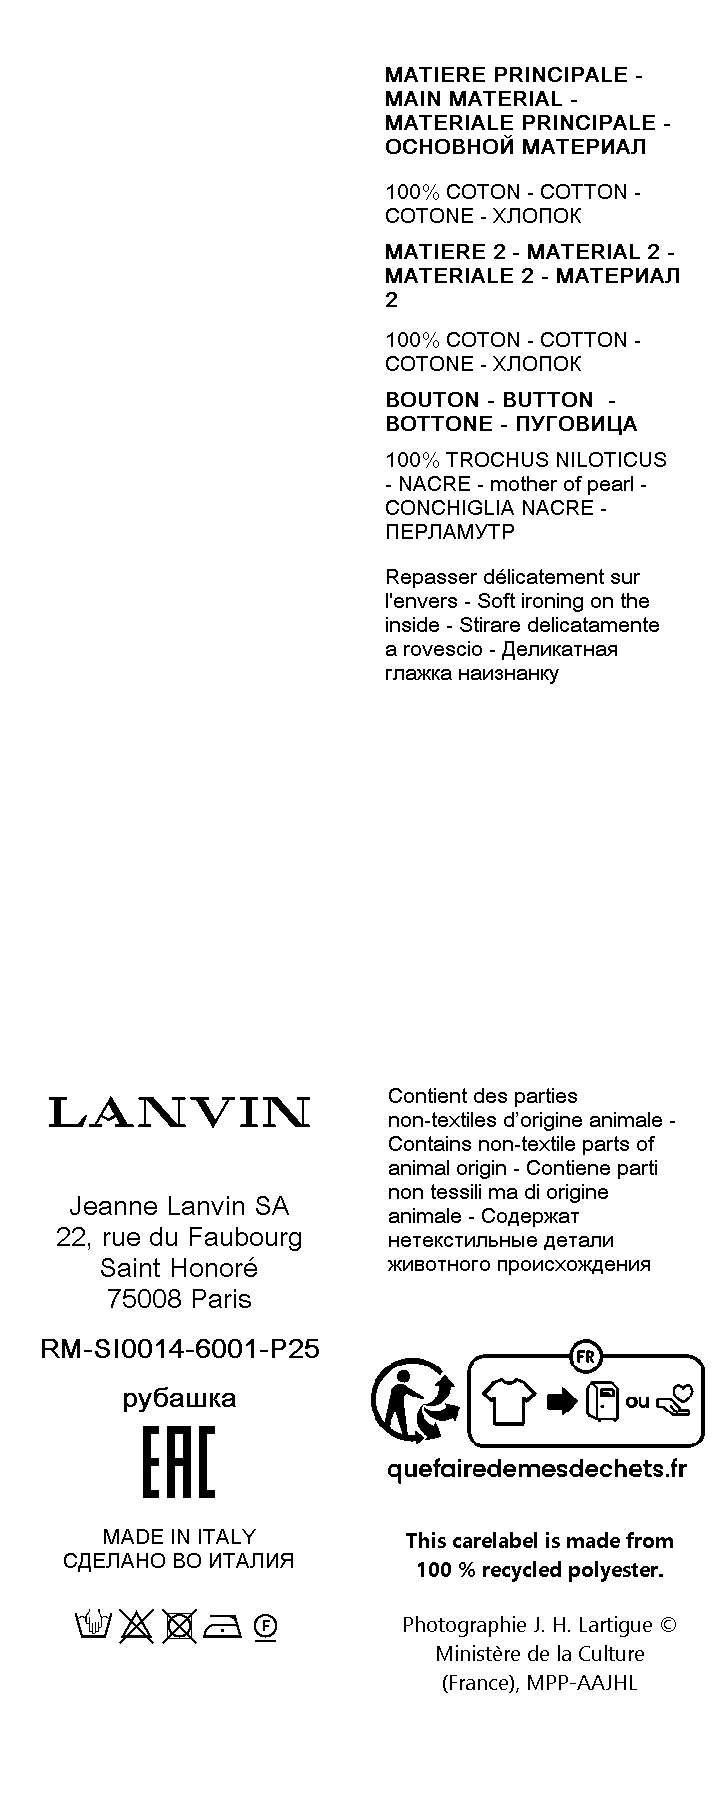 MATIERE PRINCIPALE -
MAIN MATERIAL -
MATERIALE PRINCIPALE -
ОСНОВНОЙ МАТЕРИАЛ
100% COTON - COTTON -
COTONE - ХЛОПОК
MATIERE 2 - MATERIAL 2 -
MATERIALE 2 - МАТЕРИАЛ
2
100% COTON - COTTON -
COTONE - ХЛОПОК
BOUTON - BUTTON -
BOTTONE - ПУГОВИЦА
100% TROCHUS NILOTICUS
- NACRE - mother of pearl -
CONCHIGLIA NACRE -
ПЕРЛАМУТР
Repasser délicatement sur
l'envers - Soft ironing on the
inside - Stirare delicatamente
a rovescio - Деликатная
глажка наизнанку
LANVIN
Jeanne Lanvin SA
22, rue du Faubourg
Saint Honoré
75008 Paris
RM-SI0014-6001-P25
рубашка
EAC
MADE IN ITALY
СДЕЛАНО ВО ИТАЛИЯ
F
Contient des parties
non-textiles d’origine animale -
Contains non-textile parts of
animal origin - Contiene parti
non tessili ma di origine
animale - Содержат
нетекстильные детали
животного происхождения
FR
ou
quefairedemesdechets.fr
This carelabel is made from
100 % recycled polyester.
Photographie J. H. Lartigue ©
Ministère de la Culture
(France), MPP-AAJHL